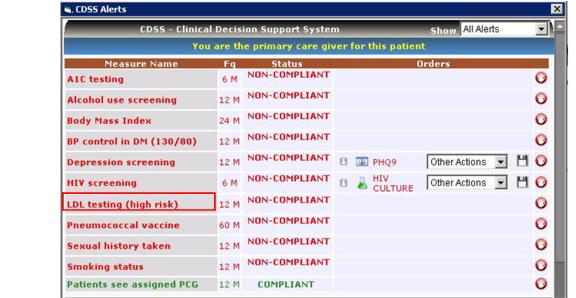 CDSS Alerts
CDSS - Clinical Decision Support System Show All Alerts
You are the primary care giver for this patient
Measure Name Fq Status Orders
A1C testing 6 M NON-COMPLIANT
Alcohol use screening 12 M NON-COMPLIANT
Body Mass Index 24 M NON-COMPLIANT
BP control in DM (130/80) 12 M NON-COMPLIANT
Depression screening 12 M NON-COMPLIANT PHQ9 Other Actions
HIV screening 6 M NON-COMPLIANT HIV CULTURE Other Actions
LDL testing (high risk) 12 M NON-COMPLIANT
Pneumococcal vaccine 60 M NON-COMPLIANT
Sexual history taken 12 M NON-COMPLIANT
Smoking status 12 M NON-COMPLIANT
Patients see assigned PCG 12 M COMPLIANT